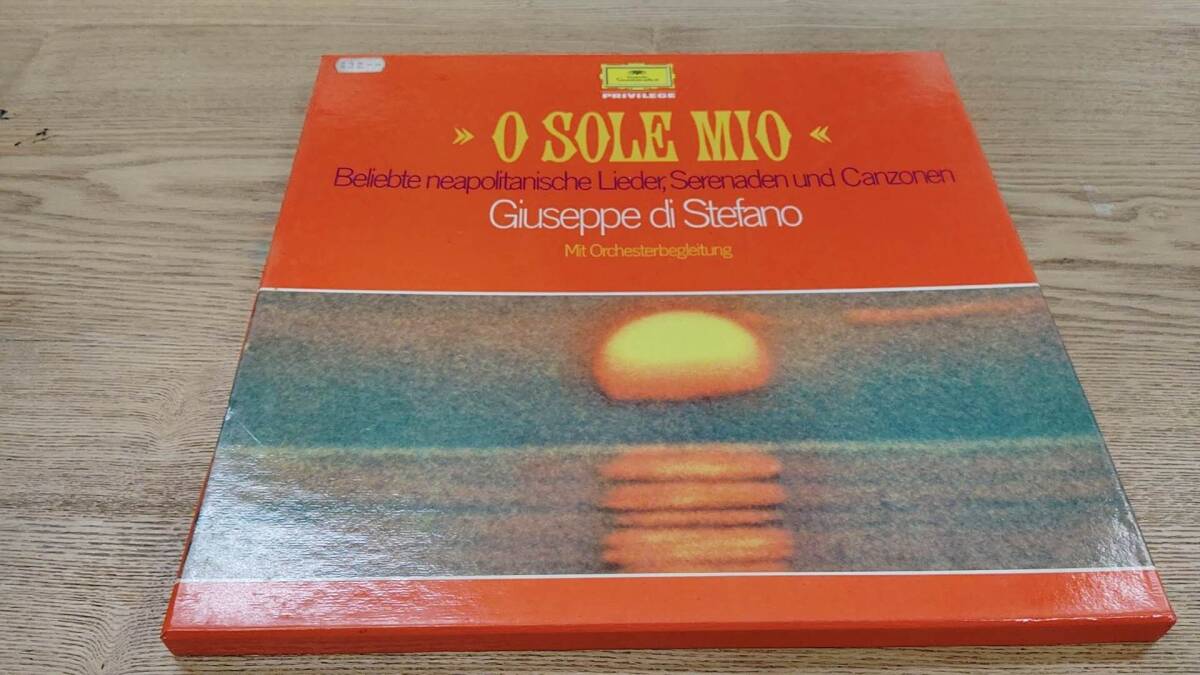 PRIVILEGE
» O SOLE MIO «
Beliebte neapolitanische Lieder, Serenaden und Canzonen
Giuseppe di Stefano
Mit Orchesterbegleitung